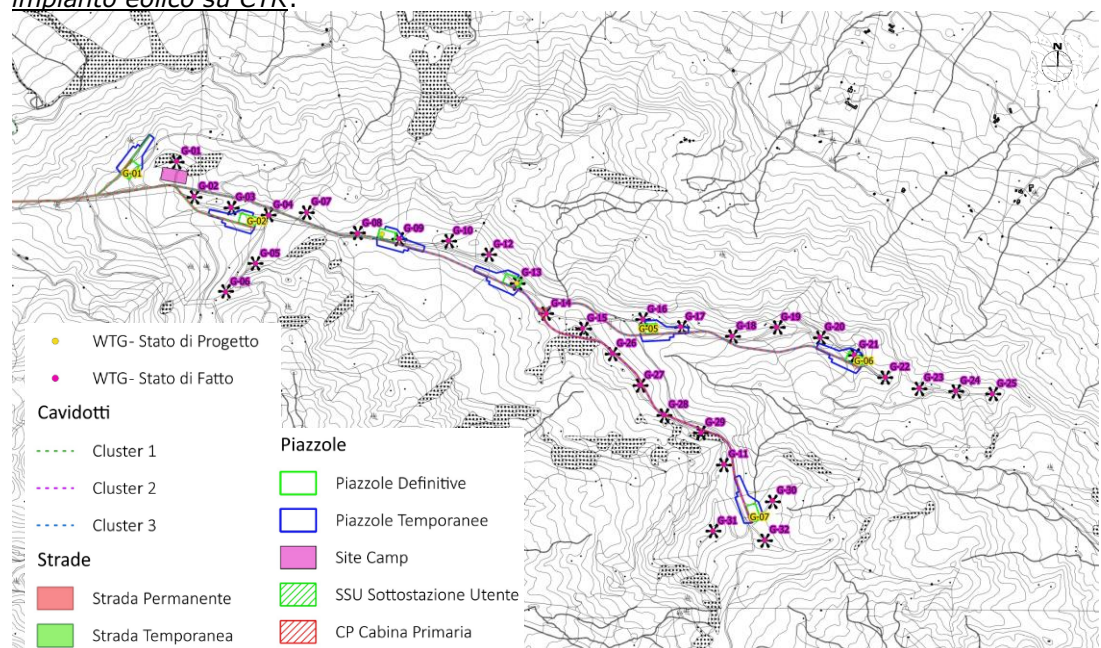 impianto eolico su CTR.
N
G-01
G-01
G-02
G-03
G-04
G-07
G-02
G-08
G-09
G-10
G-12
G-05
G-06
G-13
G-14
G-15
G-16
G-05
G-17
G-18
G-19
G-20
G-21
G-06
G-22
G-23
G-24
G-25
G-26
G-27
G-28
G-29
G-11
G-30
G-07
G-31
G-32
WTG- Stato di Progetto
WTG- Stato di Fatto
Cavidotti
Cluster 1
Cluster 2
Cluster 3
Strade
Strada Permanente
Strada Temporanea
Piazzole
Piazzole Definitive
Piazzole Temporanee
Site Camp
SSU Sottostazione Utente
CP Cabina Primaria